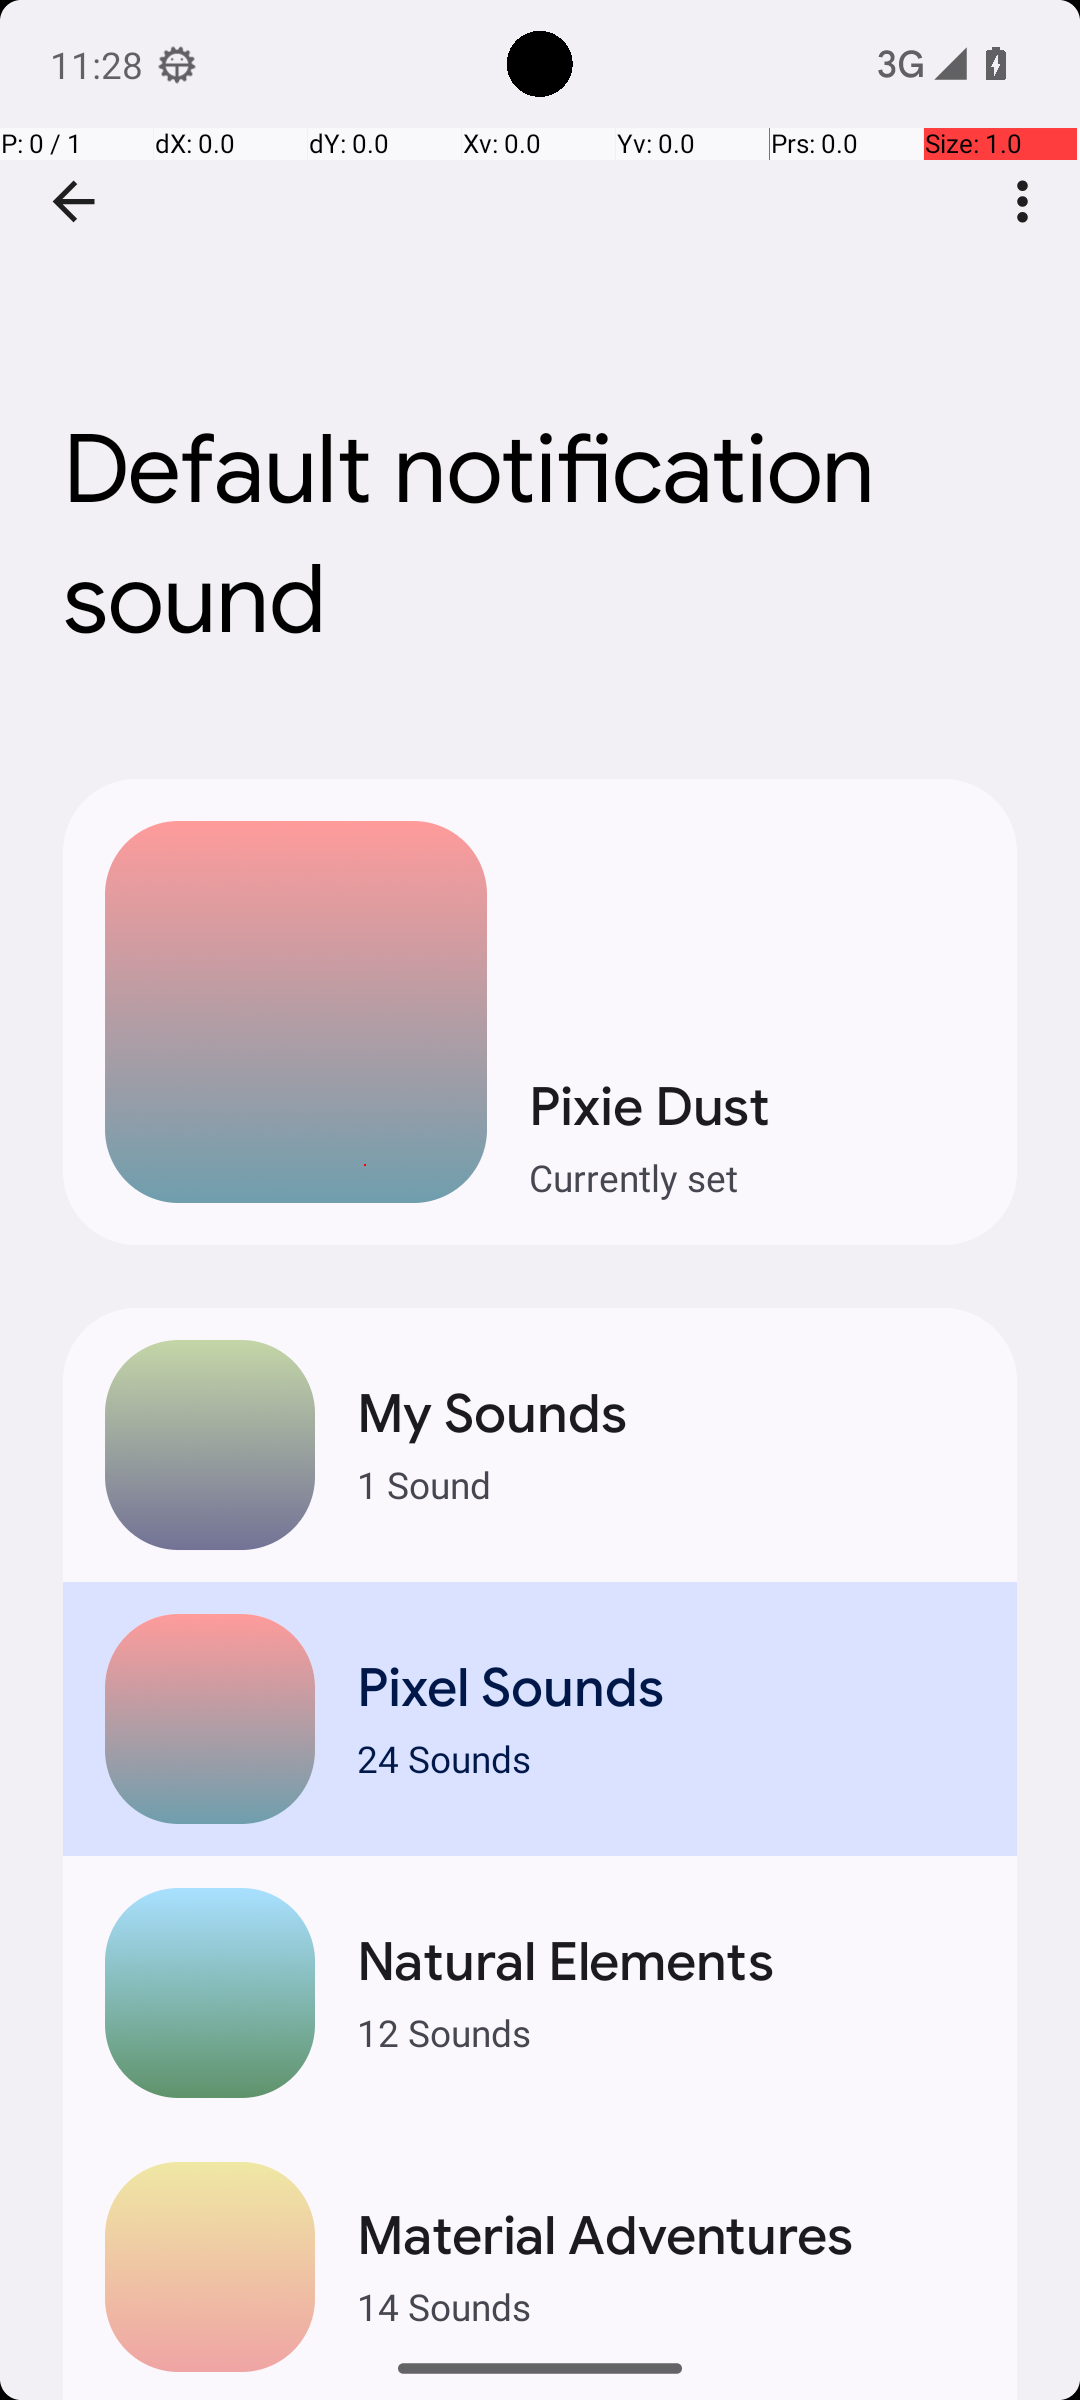 11:28
3G
P: 0 / 1 dX: 0.0 dY: 0.0 Xv: 0.0 Yv: 0.0 Prs: 0.0 Size: 1.0
Default notification
sound
Pixie Dust
Currently set
My Sounds
1 Sound
Pixel Sounds
24 Sounds
Natural Elements
12 Sounds
Material Adventures
14 Sounds